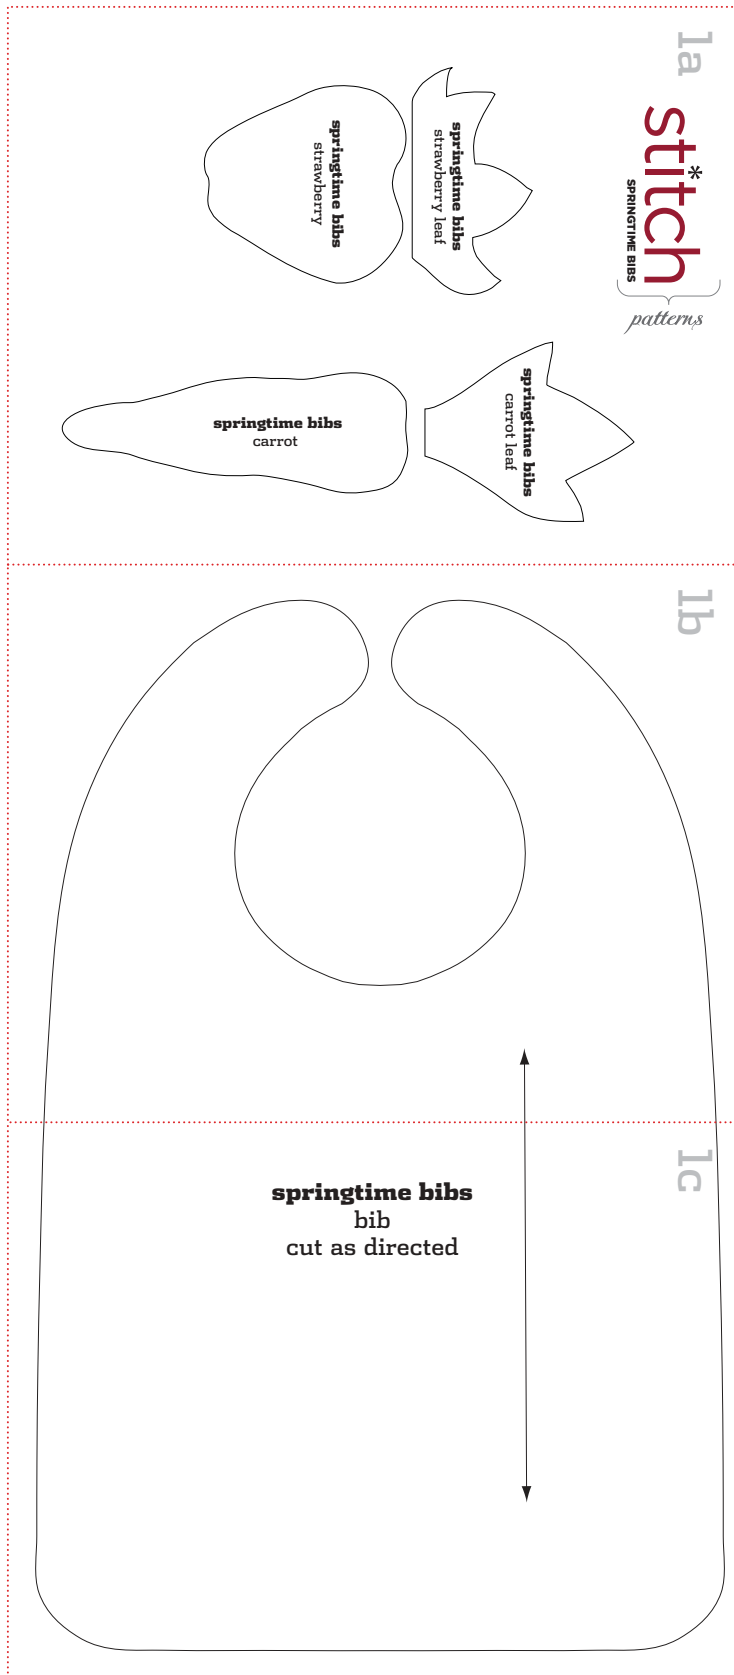 1a
stitch*
SPRINGTIME BIBS
patterns
springtime bibs
strawberry
springtime bibs
strawberry leaf
springtime bibs
carrot
springtime bibs
carrot leaf
1b
1c
springtime bibs
bib
cut as directed